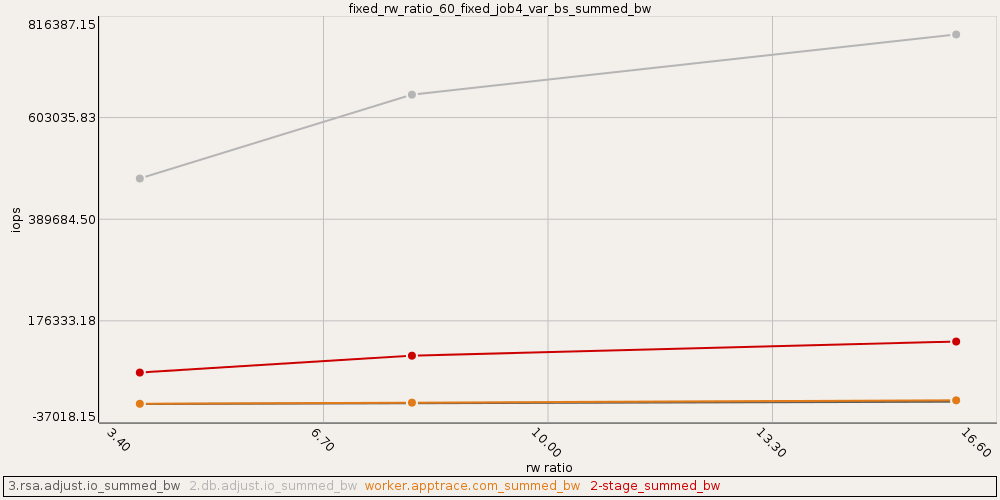 fixed_rw_ratio_60_fixed_job4_var_bs_summed_bw
816387.15
603035.83
389684.50
176333.18
-37018.15
iops
3.40
6.70
10.00
13.30
16.60
rw ratio
3.rsa.adjust.io_summed_bw 2.db.adjust.io_summed_bw worker.apptrace.com_summed_bw 2-stage_summed_bw